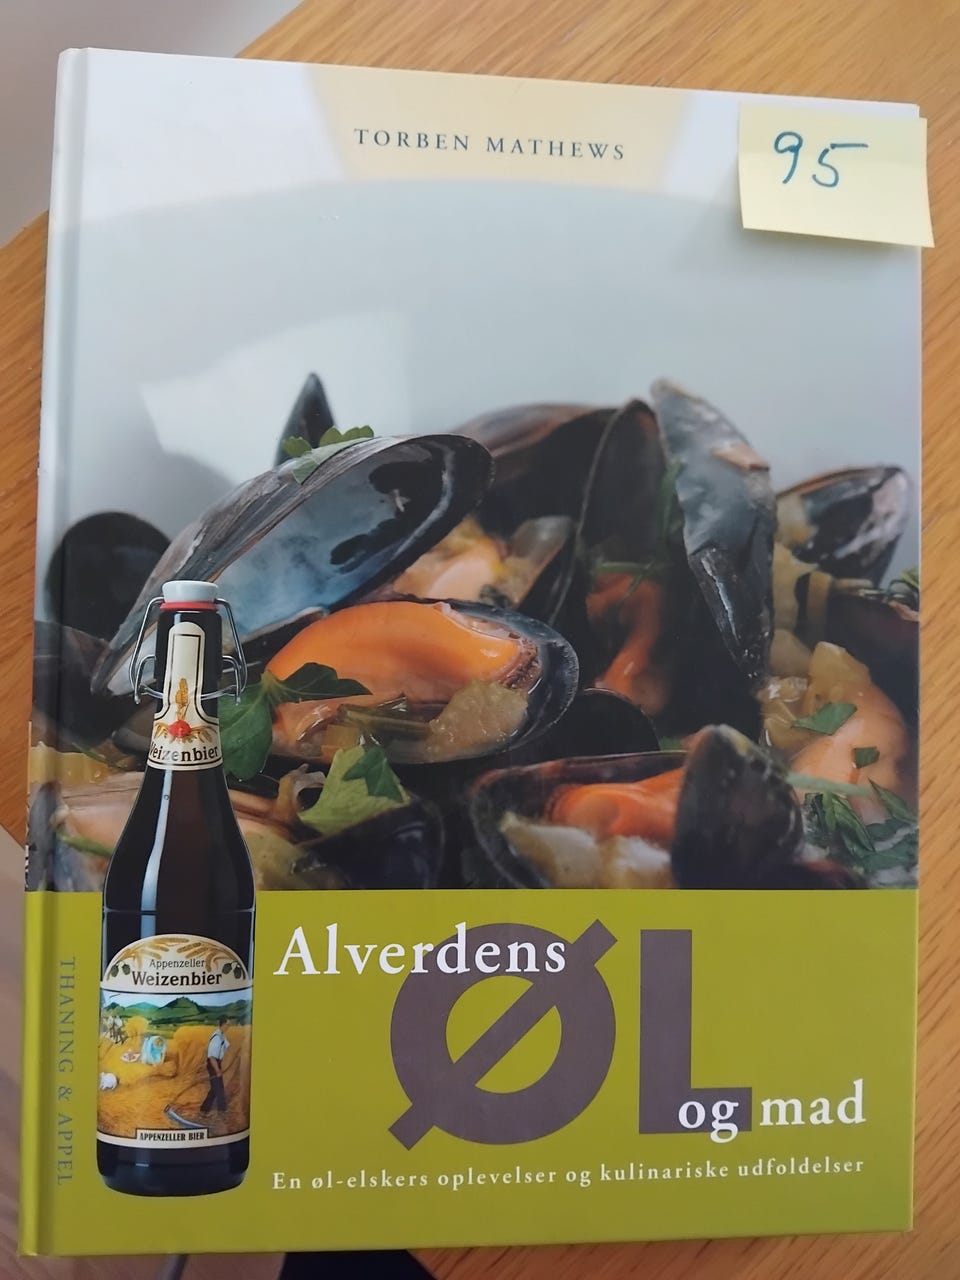 TORBEN MATHEWS
95
Weizenbier
Appenzeller
Weizenbier
APPENZELLER BIER
Alverdens
ØL
og mad
En øl-elskers oplevelser og kulinariske udfoldelser
THANING & APPEL